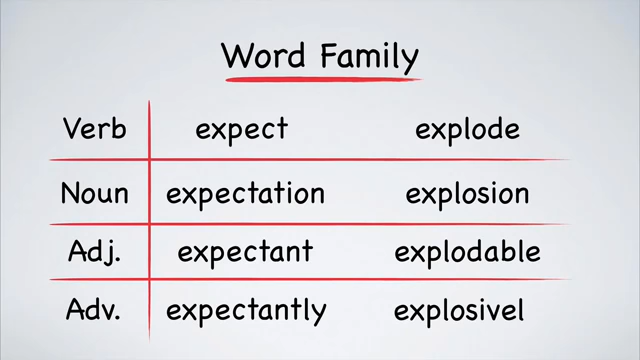 Word Family
Verb expect explode
Noun expectation explosion
Adj. expectant explodable
Adv. expectantly explosivel